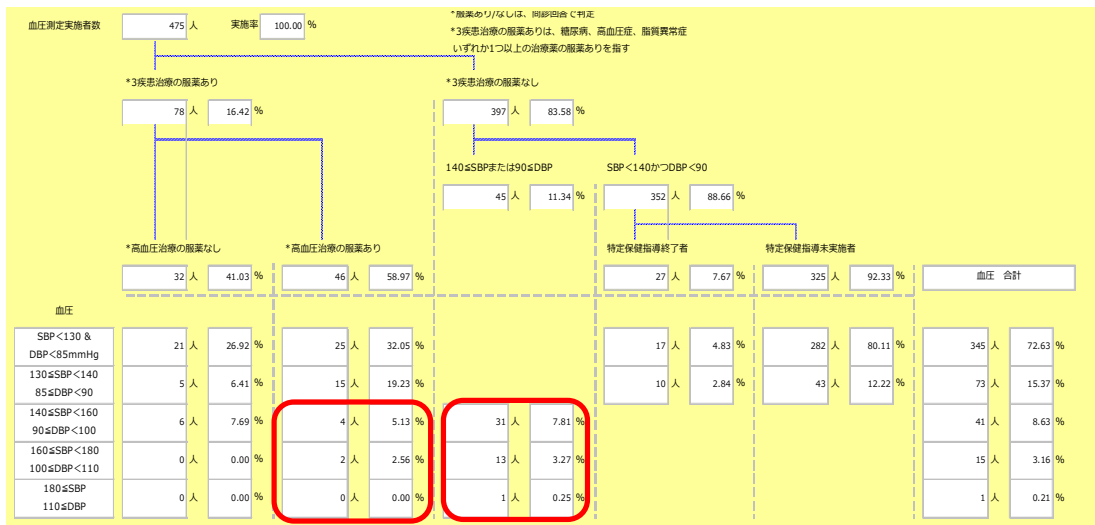 *服薬あり/なしは、問診回答で判定
血圧測定実施者数 475 人 実施率 100.00 %
*3疾患治療の服薬ありは、糖尿病、高血圧症、脂質異常症
いずれか1つ以上の治療薬の服薬ありを指す
*3疾患治療の服薬あり *3疾患治療の服薬なし
78 人 16.42 % 397 人 83.58 %
140≦SBPまたは90≦DBP SBP<140かつDBP<90
45 人 11.34 % 352 人 88.66 %
*高血圧治療の服薬なし *高血圧治療の服薬あり 特定保健指導終了者 特定保健指導未実施者
32 人 41.03 % 46 人 58.97 % 27 人 7.67 % 325 人 92.33 % 血圧 合計
血圧
SBP<130 &
DBP<85mmHg
21 人 26.92 % 25 人 32.05 % 17 人 4.83 % 282 人 80.11 % 345 人 72.63 %
130≦SBP<140
85≦DBP<90
5 人 6.41 % 15 人 19.23 % 10 人 2.84 % 43 人 12.22 % 73 人 15.37 %
140≦SBP<160
90≦DBP<100
6 人 7.69 % 4 人 5.13 % 31 人 7.81 % 41 人 8.63 %
160≦SBP<180
100≦DBP<110
0 人 0.00 % 2 人 2.56 % 13 人 3.27 % 15 人 3.16 %
180≦SBP
110≦DBP
0 人 0.00 % 0 人 0.00 % 1 人 0.25 % 1 人 0.21 %